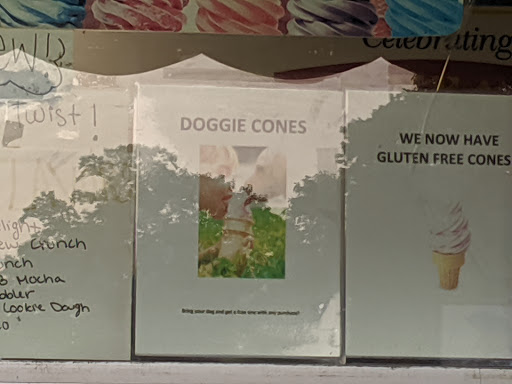 Celebrating
Twist!
Crunch
Mocha
Cookie Dough
DOGGIE CONES
Bring your dog and get a free one with any purchase!
WE NOW HAVE
GLUTEN FREE CONES